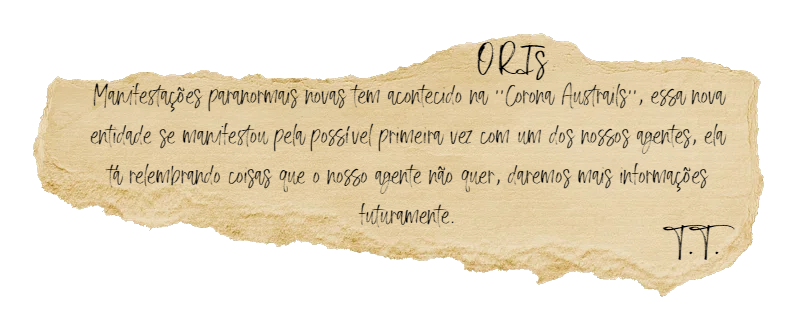 ORIS
Manifestações paranormais novas tem acontecido na "Corona Australs", essa nova
entidade se manifestou pela possível primeira vez com um dos nossos agentes, ela
tá relembrando coisas que o nosso agente não quer, daremos mais informações
futuramente.
T.T.